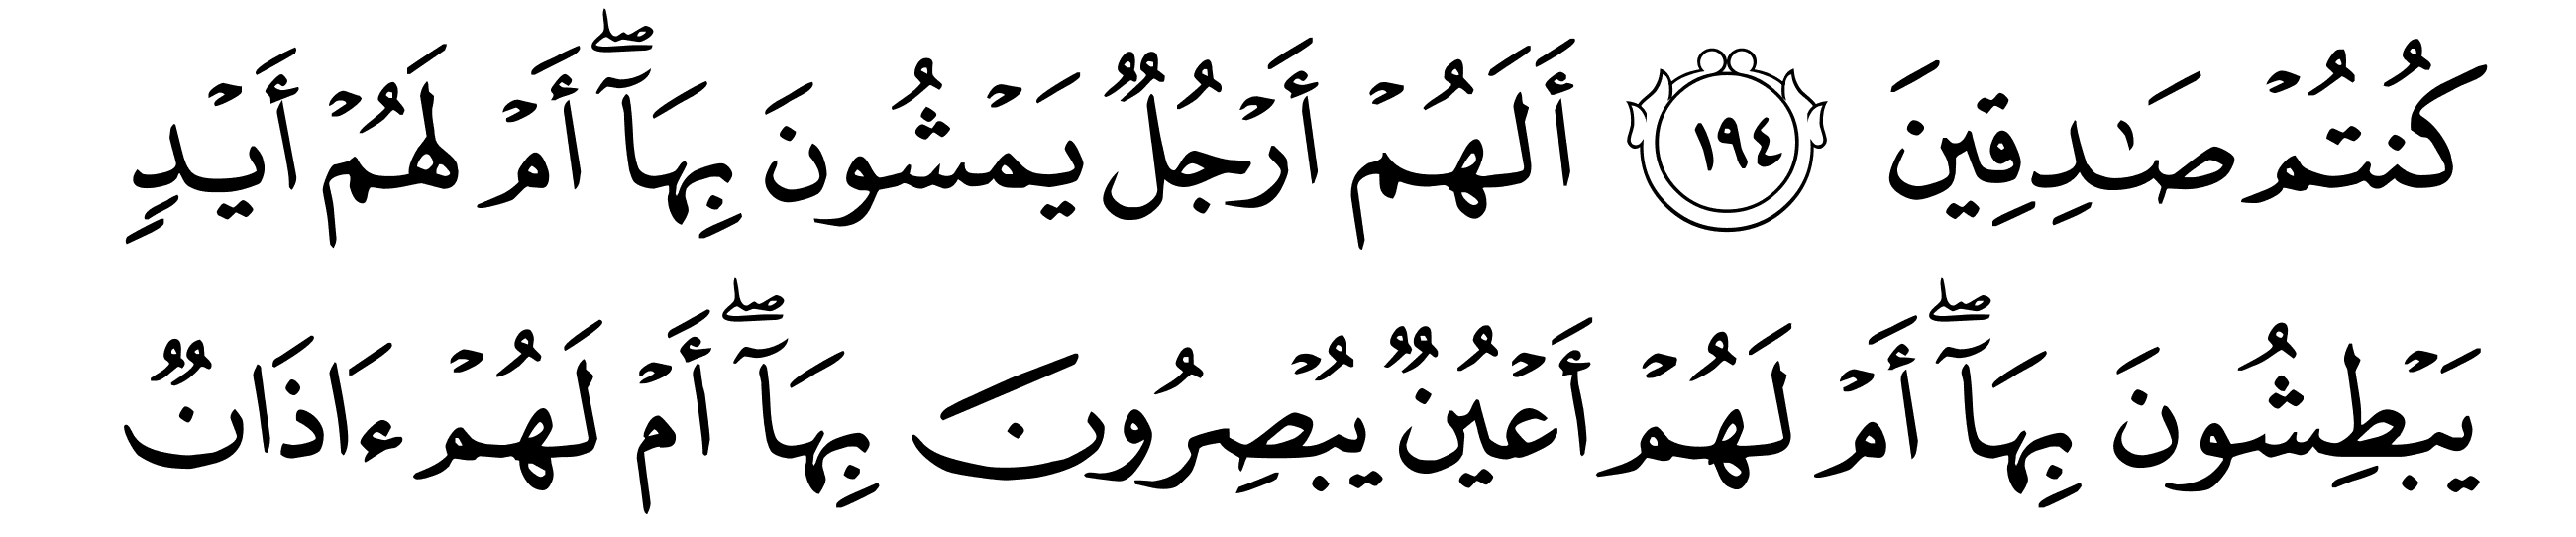 كُنتُمْ صَـٰدِقِينَ ١٩٤ أَلَهُمْ أَرْجُلٌ يَمْشُونَ بِهَآ ۖ أَمْ لَهُمْ أَيْدٍ
يَبْطِشُونَ بِهَآ ۖ أَمْ لَهُمْ أَعْيُنٌ يُبْصِرُونَ بِهَآ ۖ أَمْ لَهُمْ ءَاذَانٌ